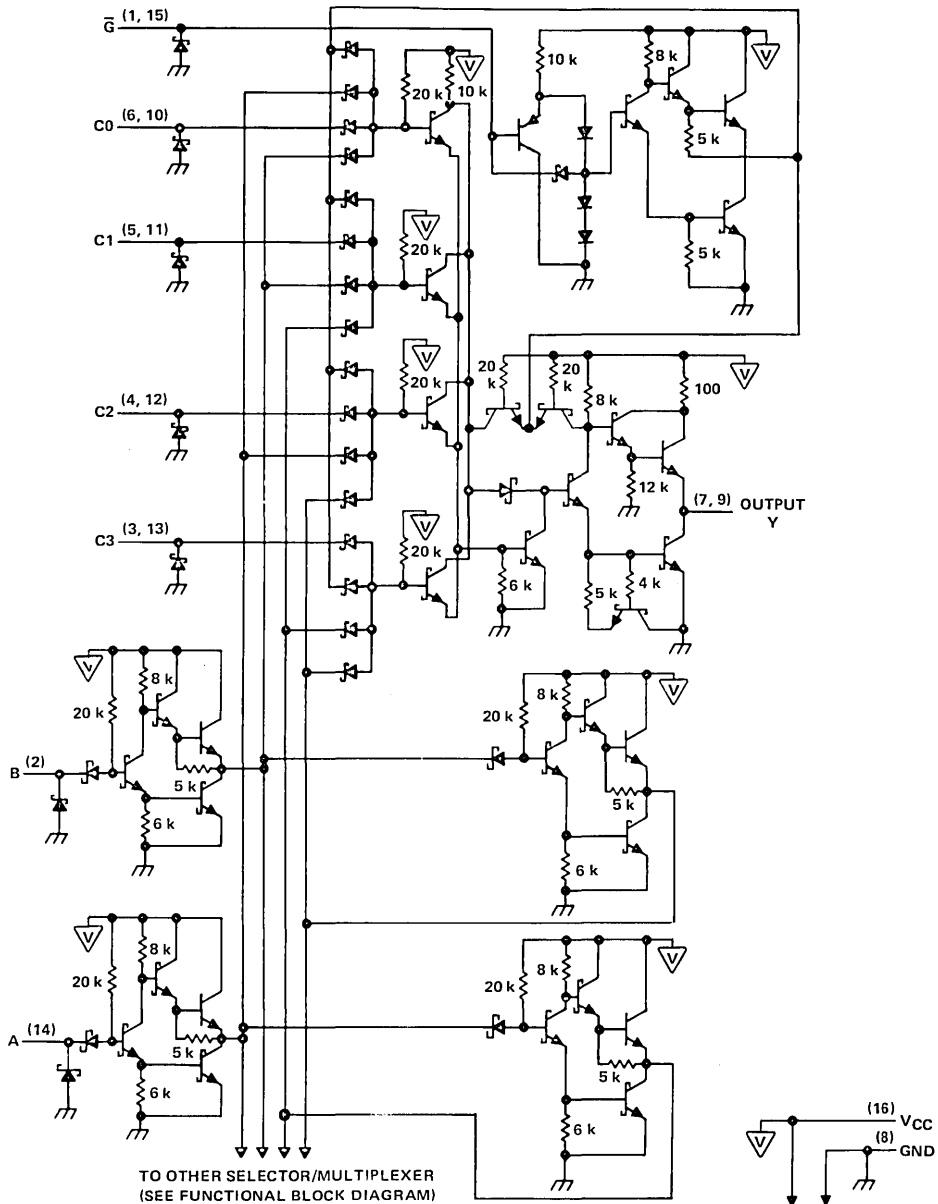 G̅ (1, 15)
V
10 k
8 k
20 k
10 k
V
C0 (6, 10)
5 k
V
C1 (5, 11)
20 k
5 k
V
20 k
20 k
V
C2 (4, 12)
20 k
8 k
100
12 k
(7, 9) OUTPUT Y
C3 (3, 13)
V
20 k
6 k
5 k
4 k
V
8 k
20 k
V
20 k
8 k
B (2)
5 k
5 k
6 k
6 k
V
8 k
20 k
V
20 k
8 k
A (14)
5 k
5 k
6 k
6 k
V
(16) VCC
(8) GND
TO OTHER SELECTOR/MULTIPLEXER
(SEE FUNCTIONAL BLOCK DIAGRAM)